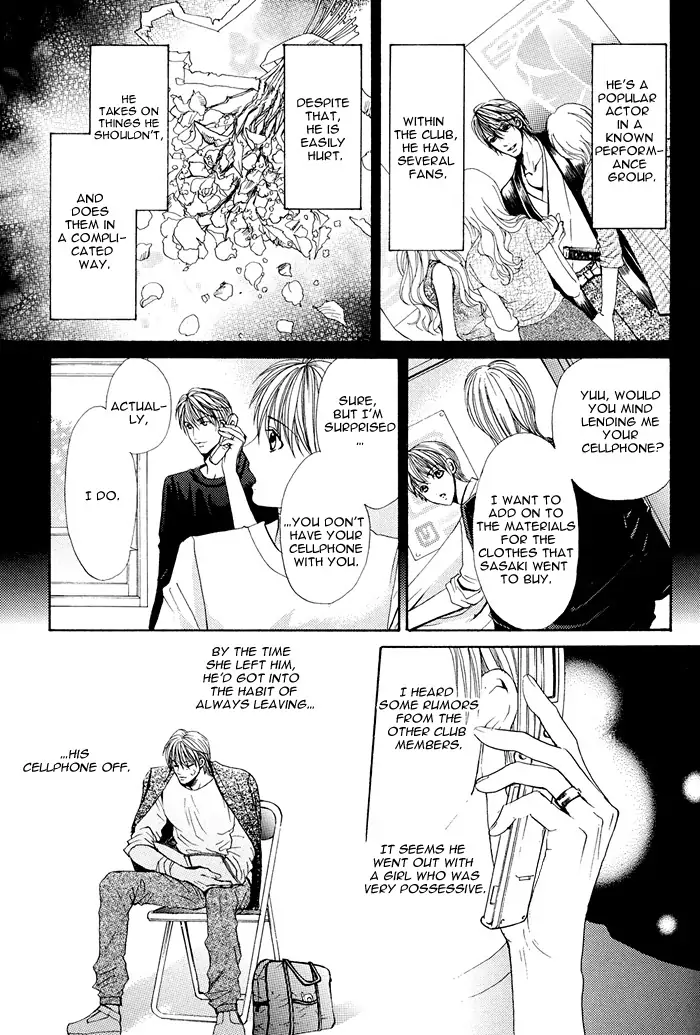 HE'S A
POPULAR
ACTOR
IN A
KNOWN
PERFORM-
ANCE
GROUP.
WITHIN
THE CLUB,
HE HAS
SEVERAL
FANS.
DESPITE
THAT,
HE IS
EASILY
HURT.
HE
TAKES ON
THINGS HE
SHOULDN'T,
AND
DOES
THEM IN
A COMPLI-
CATED
WAY.
YUU, WOULD
YOU MIND
LENDING ME
YOUR
CELLPHONE?
I WANT
TO ADD ON TO
THE MATERIALS
FOR THE
CLOTHES THAT
SASAKI WENT
TO BUY.
SURE,
BUT I'M
SURPRISED
...
...YOU DON'T
HAVE YOUR
CELLPHONE
WITH YOU.
ACTUAL-
LY,
I DO.
I HEARD
SOME RUMORS
FROM THE
OTHER CLUB
MEMBERS.
IT SEEMS HE
WENT OUT WITH
A GIRL WHO WAS
VERY POSSESSIVE.
BY THE TIME
SHE LEFT HIM,
HE'D GOT INTO
THE HABIT OF
ALWAYS LEAVING...
...HIS
CELLPHONE OFF.